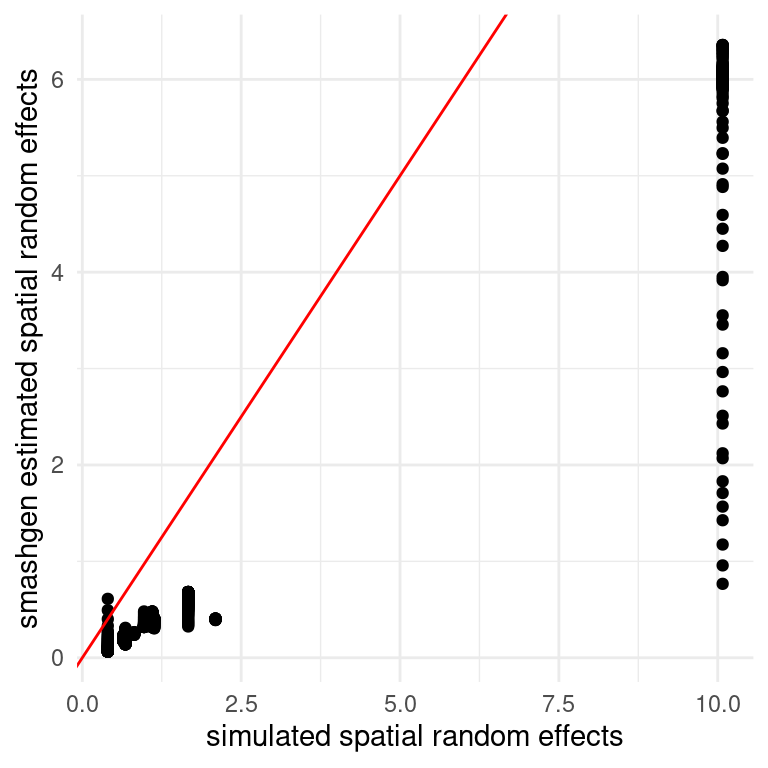 smashgen estimated spatial random effects
6
4
2
0
0.0 2.5 5.0 7.5 10.0
simulated spatial random effects